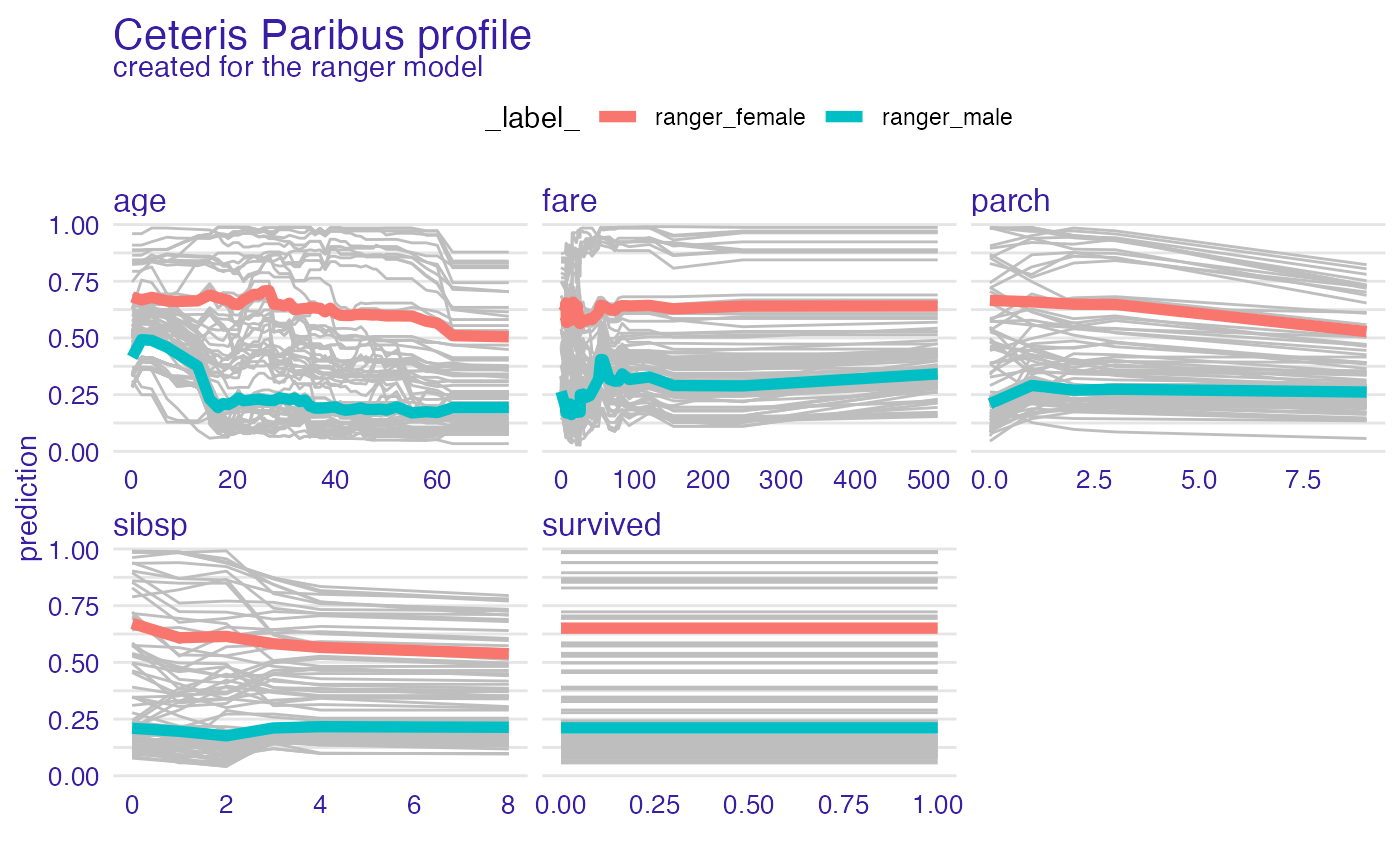 Ceteris Paribus profile
created for the ranger model
_label_ ranger_female ranger_male
age fare parch
1.00
0.75
0.50
0.25
0.00
0 20 40 60 0 100 200 300 400 500 0.0 2.5 5.0 7.5
prediction
sibsp survived
1.00
0.75
0.50
0.25
0.00
0 2 4 6 8 0.00 0.25 0.50 0.75 1.00